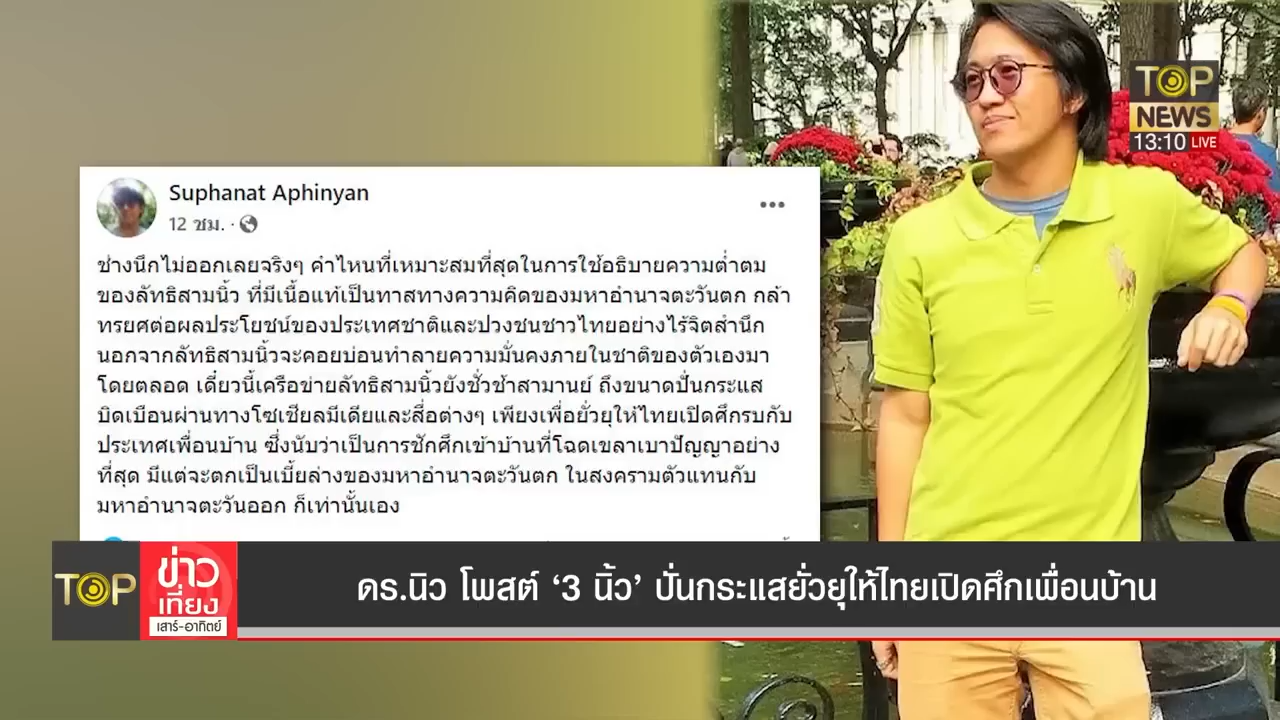 TOP
NEWS
13:10 LIVE
Suphanat Aphinyan
12 ชม. ·
ช่างนึกไม่ออกเลยจริงๆ คำไหนที่เหมาะสมที่สุดในการใช้อธิบายความต่ำตม
ของลัทธิสามนิ้ว ที่มีเนื้อแท้เป็นทาสทางความคิดของมหาอำนาจตะวันตก กล้า
ทรยศต่อผลประโยชน์ของประเทศชาติและปวงชนชาวไทยอย่างไร้จิตสำนึก
นอกจากลัทธิสามนิ้วจะคอยบ่อนทำลายความมั่นคงภายในชาติของตัวเองมา
โดยตลอด เดี๋ยวนี้เครือข่ายลัทธิสามนิ้วยังชั่วช้าสามานย์ ถึงขนาดปั่นกระแส
บิดเบือนผ่านทางโซเชียลมีเดียและสื่อต่างๆ เพียงเพื่อยั่วยุให้ไทยเปิดศึกรบกับ
ประเทศเพื่อนบ้าน ซึ่งนับว่าเป็นการชักศึกเข้าบ้านที่โฉดเขลาเบาปัญญาอย่าง
ที่สุด มีแต่จะตกเป็นเบี้ยล่างของมหาอำนาจตะวันตก ในสงครามตัวแทนกับ
มหาอำนาจตะวันออก ก็เท่านั้นเอง
TOP
ข่าว
เที่ยง
เสาร์-อาทิตย์
ดร.นิว โพสต์ ‘3 นิ้ว’ ปั่นกระแสยั่วยุให้ไทยเปิดศึกเพื่อนบ้าน